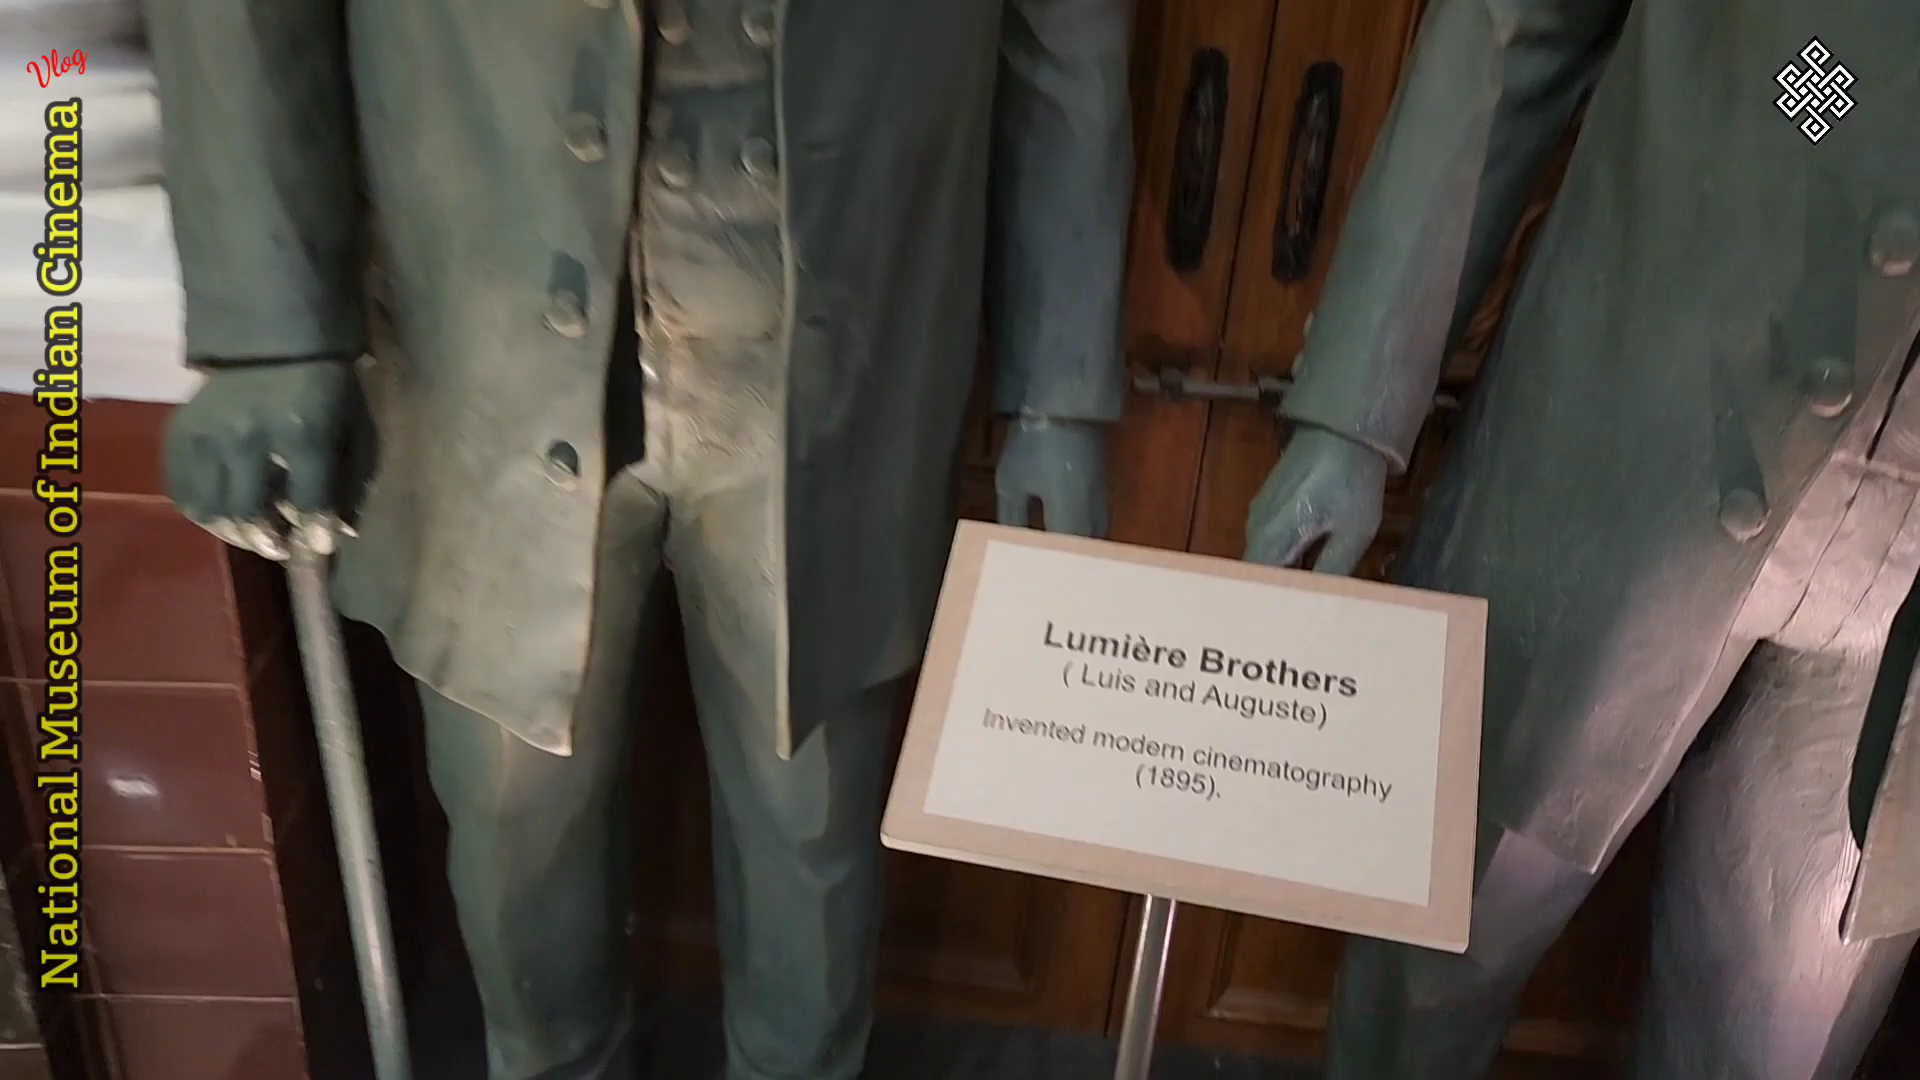 Vlog
National Museum of Indian Cinema
Lumière Brothers
( Luis and Auguste)
Invented modern cinematography
(1895).